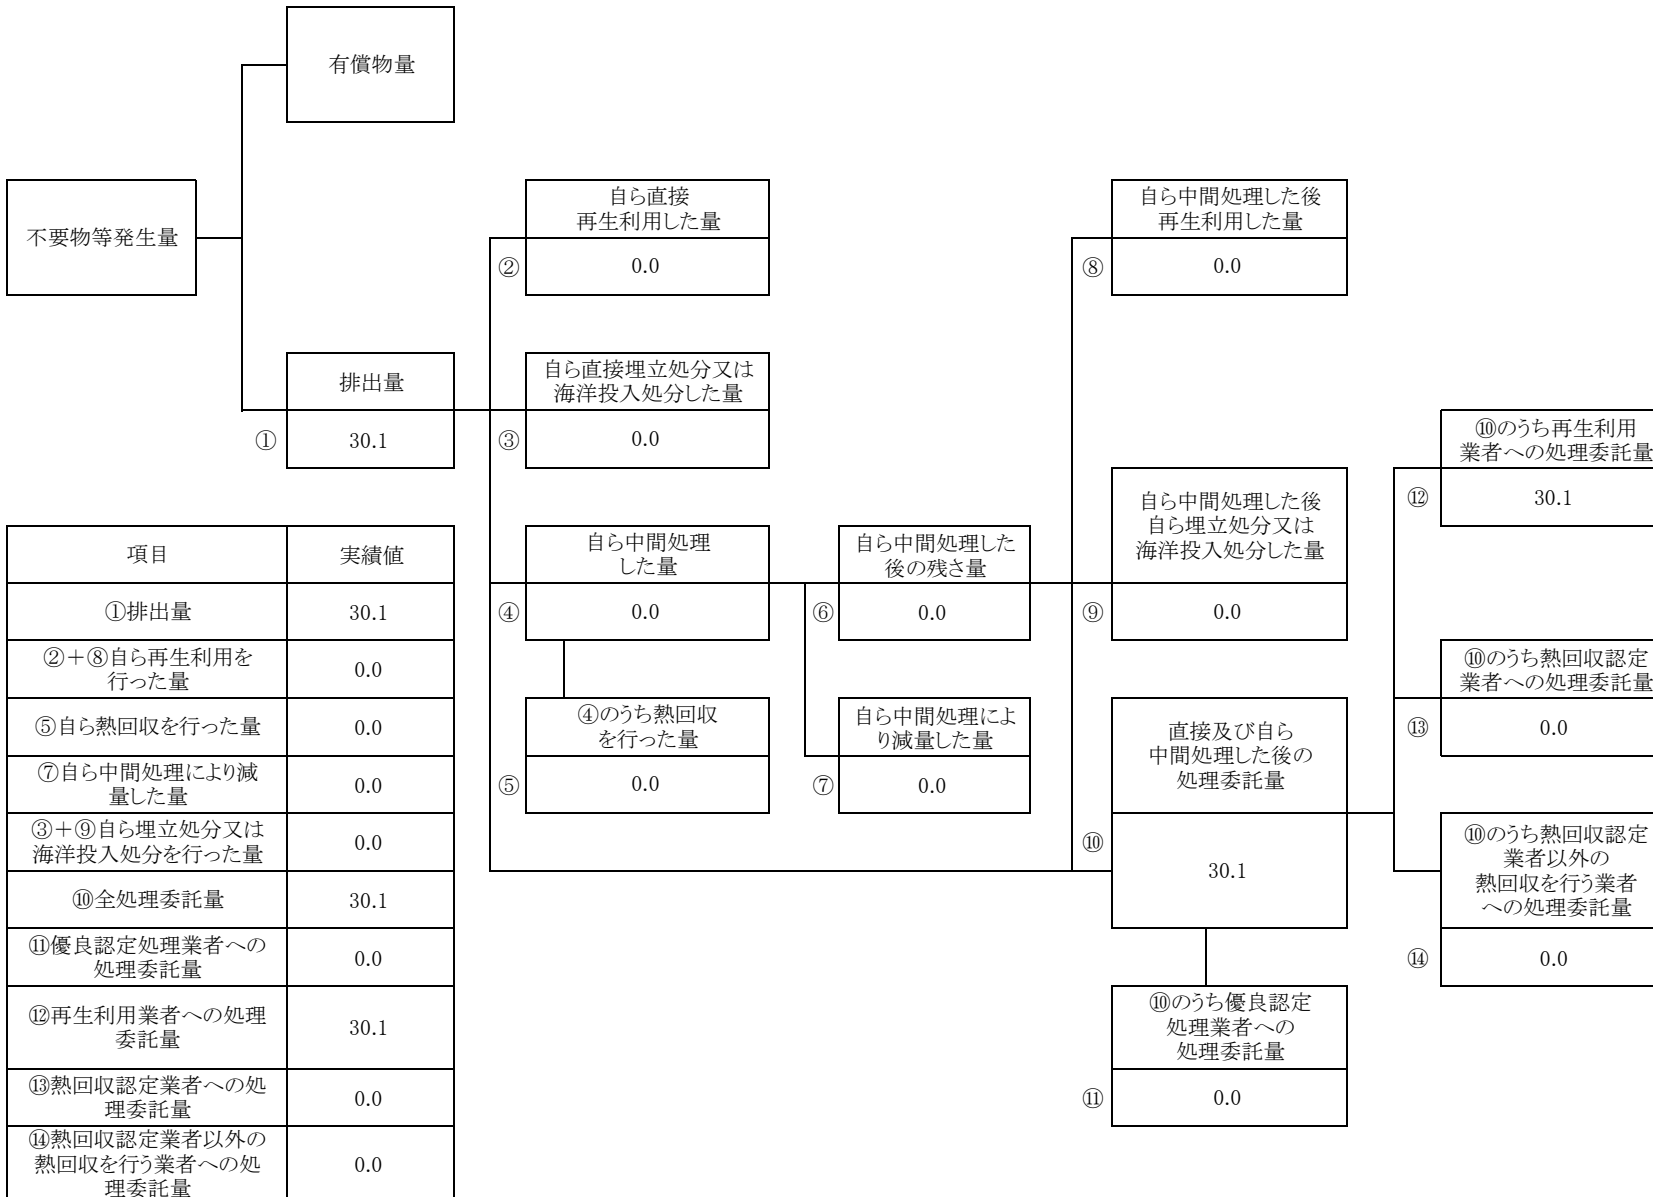 有償物量
不要物等発生量
排出量
①
30.1
自ら直接
再生利用した量
②
0.0
自ら直接埋立処分又は
海洋投入処分した量
③
0.0
自ら中間処理
した量
④
0.0
④のうち熱回収
を行った量
⑤
0.0
自ら中間処理した
後の残さ量
⑥
0.0
自ら中間処理によ
り減量した量
⑦
0.0
自ら中間処理した後
再生利用した量
⑧
0.0
自ら中間処理した後
自ら埋立処分又は
海洋投入処分した量
⑨
0.0
直接及び自ら
中間処理した後の
処理委託量
⑩
30.1
⑩のうち優良認定
処理業者への
処理委託量
⑪
0.0
⑩のうち再生利用
業者への処理委託量
⑫
30.1
⑩のうち熱回収認定
業者への処理委託量
⑬
0.0
⑩のうち熱回収認定
業者以外の
熱回収を行う業者
への処理委託量
⑭
0.0
項目 実績値
①排出量 30.1
②+⑧自ら再生利用を
行った量 0.0
⑤自ら熱回収を行った量 0.0
⑦自ら中間処理により減
量した量 0.0
③+⑨自ら埋立処分又は
海洋投入処分を行った量 0.0
⑩全処理委託量 30.1
⑪優良認定処理業者への
処理委託量 0.0
⑫再生利用業者への処理
委託量 30.1
⑬熱回収認定業者への処
理委託量 0.0
⑭熱回収認定業者以外の
熱回収を行う業者への処
理委託量 0.0